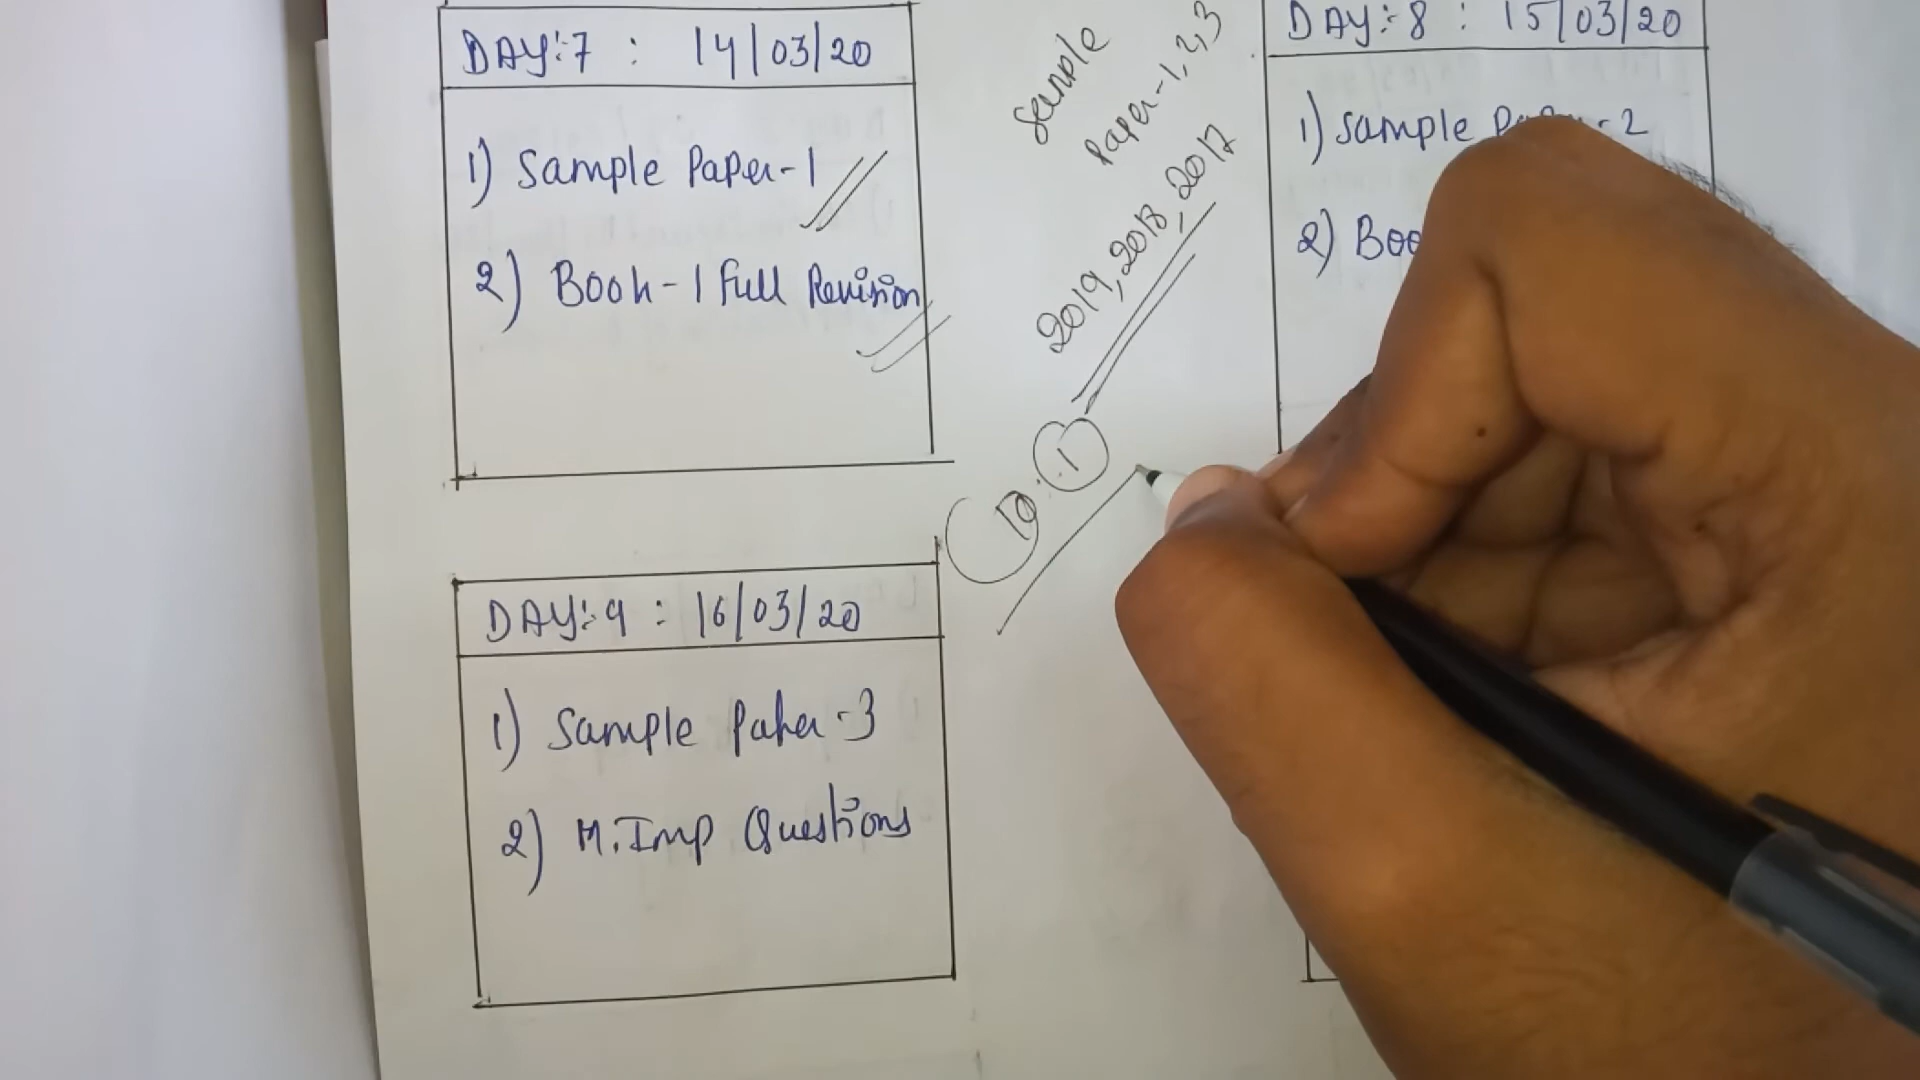 DAY:-7 : 14/03/20
1) Sample Paper-1
2) Book-1 Full Revision
Sample
Paper-1,2,3
2019, 2018, 2017
DAY:-8 : 15/03/20
1) Sample - 2
2)
DAY:-9 : 16/03/20
1) Sample Paper-3
2) M.Imp Questions